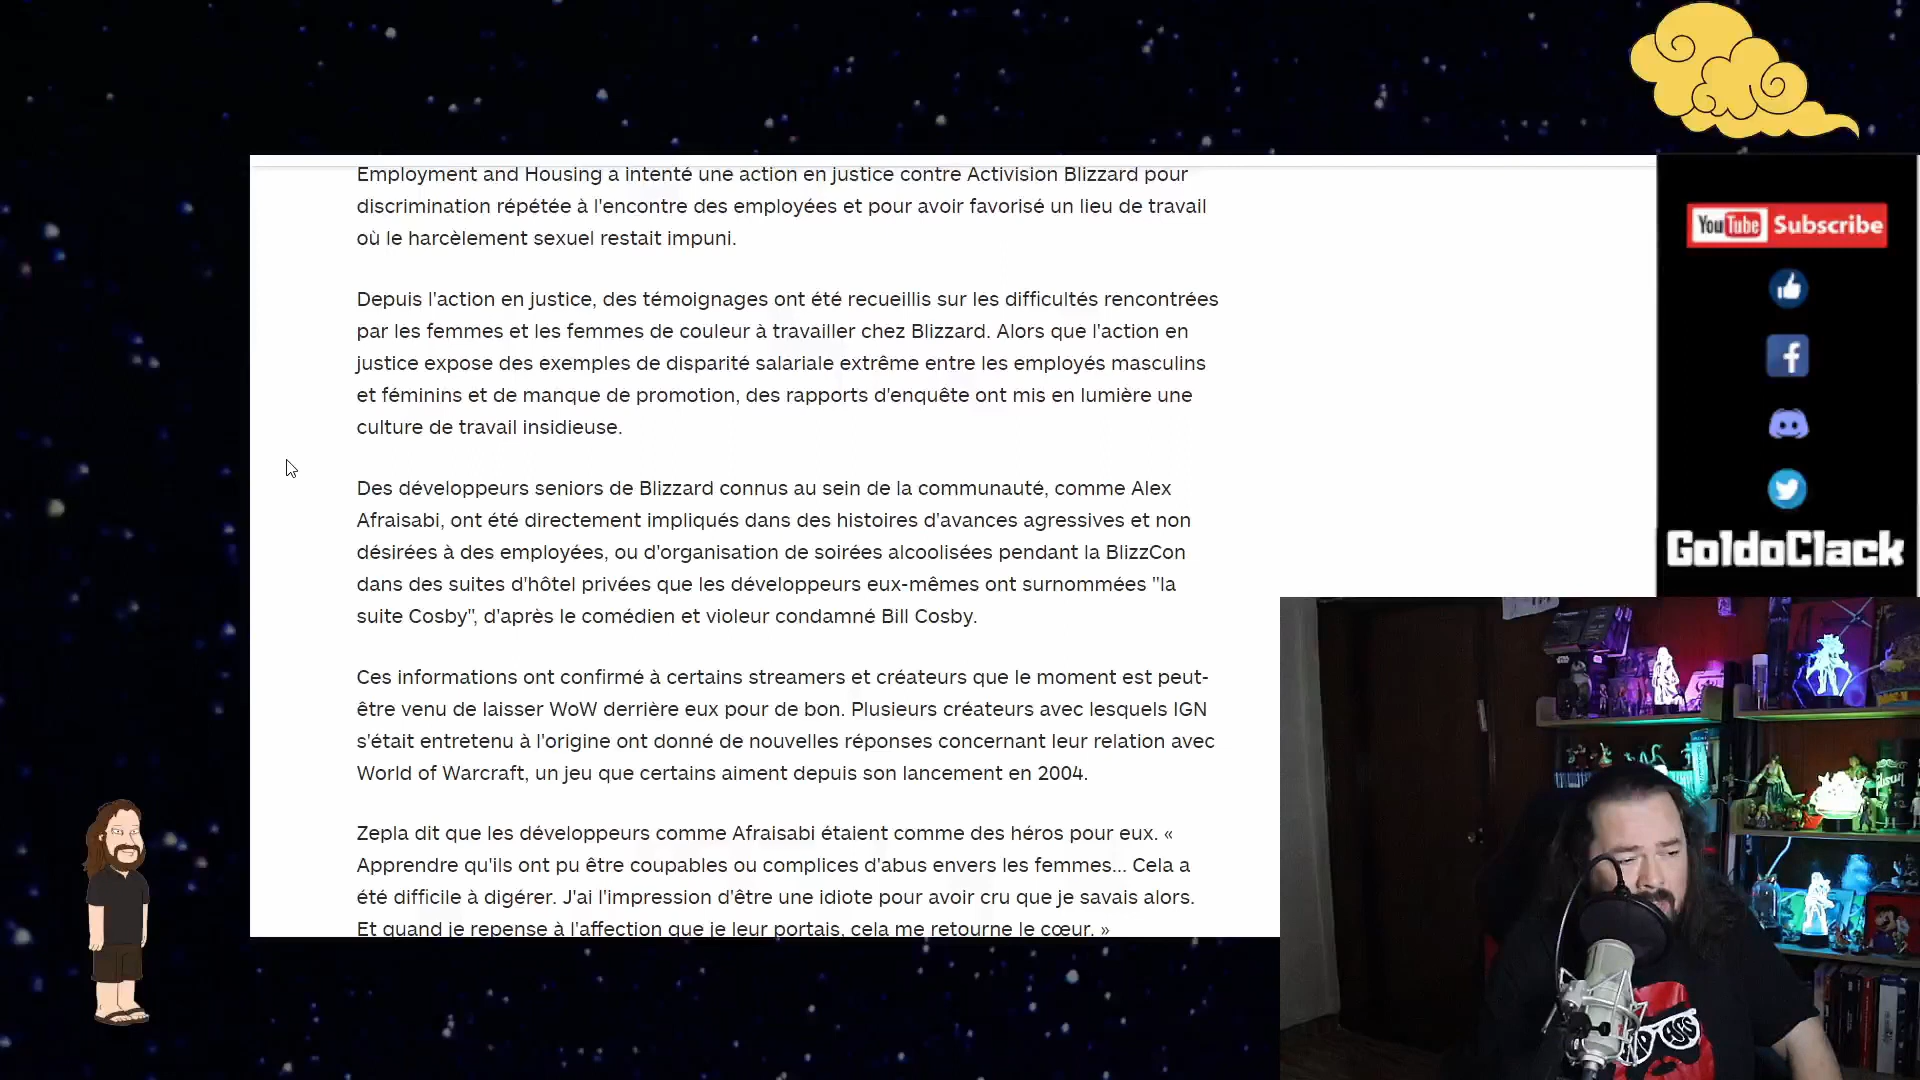 Employment and Housing a intenté une action en justice contre Activision Blizzard pour
discrimination répétée à l'encontre des employées et pour avoir favorisé un lieu de travail
où le harcèlement sexuel restait impuni.
Depuis l'action en justice, des témoignages ont été recueillis sur les difficultés rencontrées
par les femmes et les femmes de couleur à travailler chez Blizzard. Alors que l'action en
justice expose des exemples de disparité salariale extrême entre les employés masculins
et féminins et de manque de promotion, des rapports d'enquête ont mis en lumière une
culture de travail insidieuse.
Des développeurs seniors de Blizzard connus au sein de la communauté, comme Alex
Afraisabi, ont été directement impliqués dans des histoires d'avances agressives et non
désirées à des employées, ou d'organisation de soirées alcoolisées pendant la BlizzCon
dans des suites d'hôtel privées que les développeurs eux-mêmes ont surnommées "la
suite Cosby", d'après le comédien et violeur condamné Bill Cosby.
Ces informations ont confirmé à certains streamers et créateurs que le moment est peut-
être venu de laisser WoW derrière eux pour de bon. Plusieurs créateurs avec lesquels IGN
s'était entretenu à l'origine ont donné de nouvelles réponses concernant leur relation avec
World of Warcraft, un jeu que certains aiment depuis son lancement en 2004.
Zepla dit que les développeurs comme Afraisabi étaient comme des héros pour eux. «
Apprendre qu'ils ont pu être coupables ou complices d'abus envers les femmes... Cela a
été difficile à digérer. J'ai l'impression d'être une idiote pour avoir cru que je savais alors.
Et quand je repense à l'affection que je leur portais, cela me retourne le cœur. »
YouTube Subscribe
GoldoClack